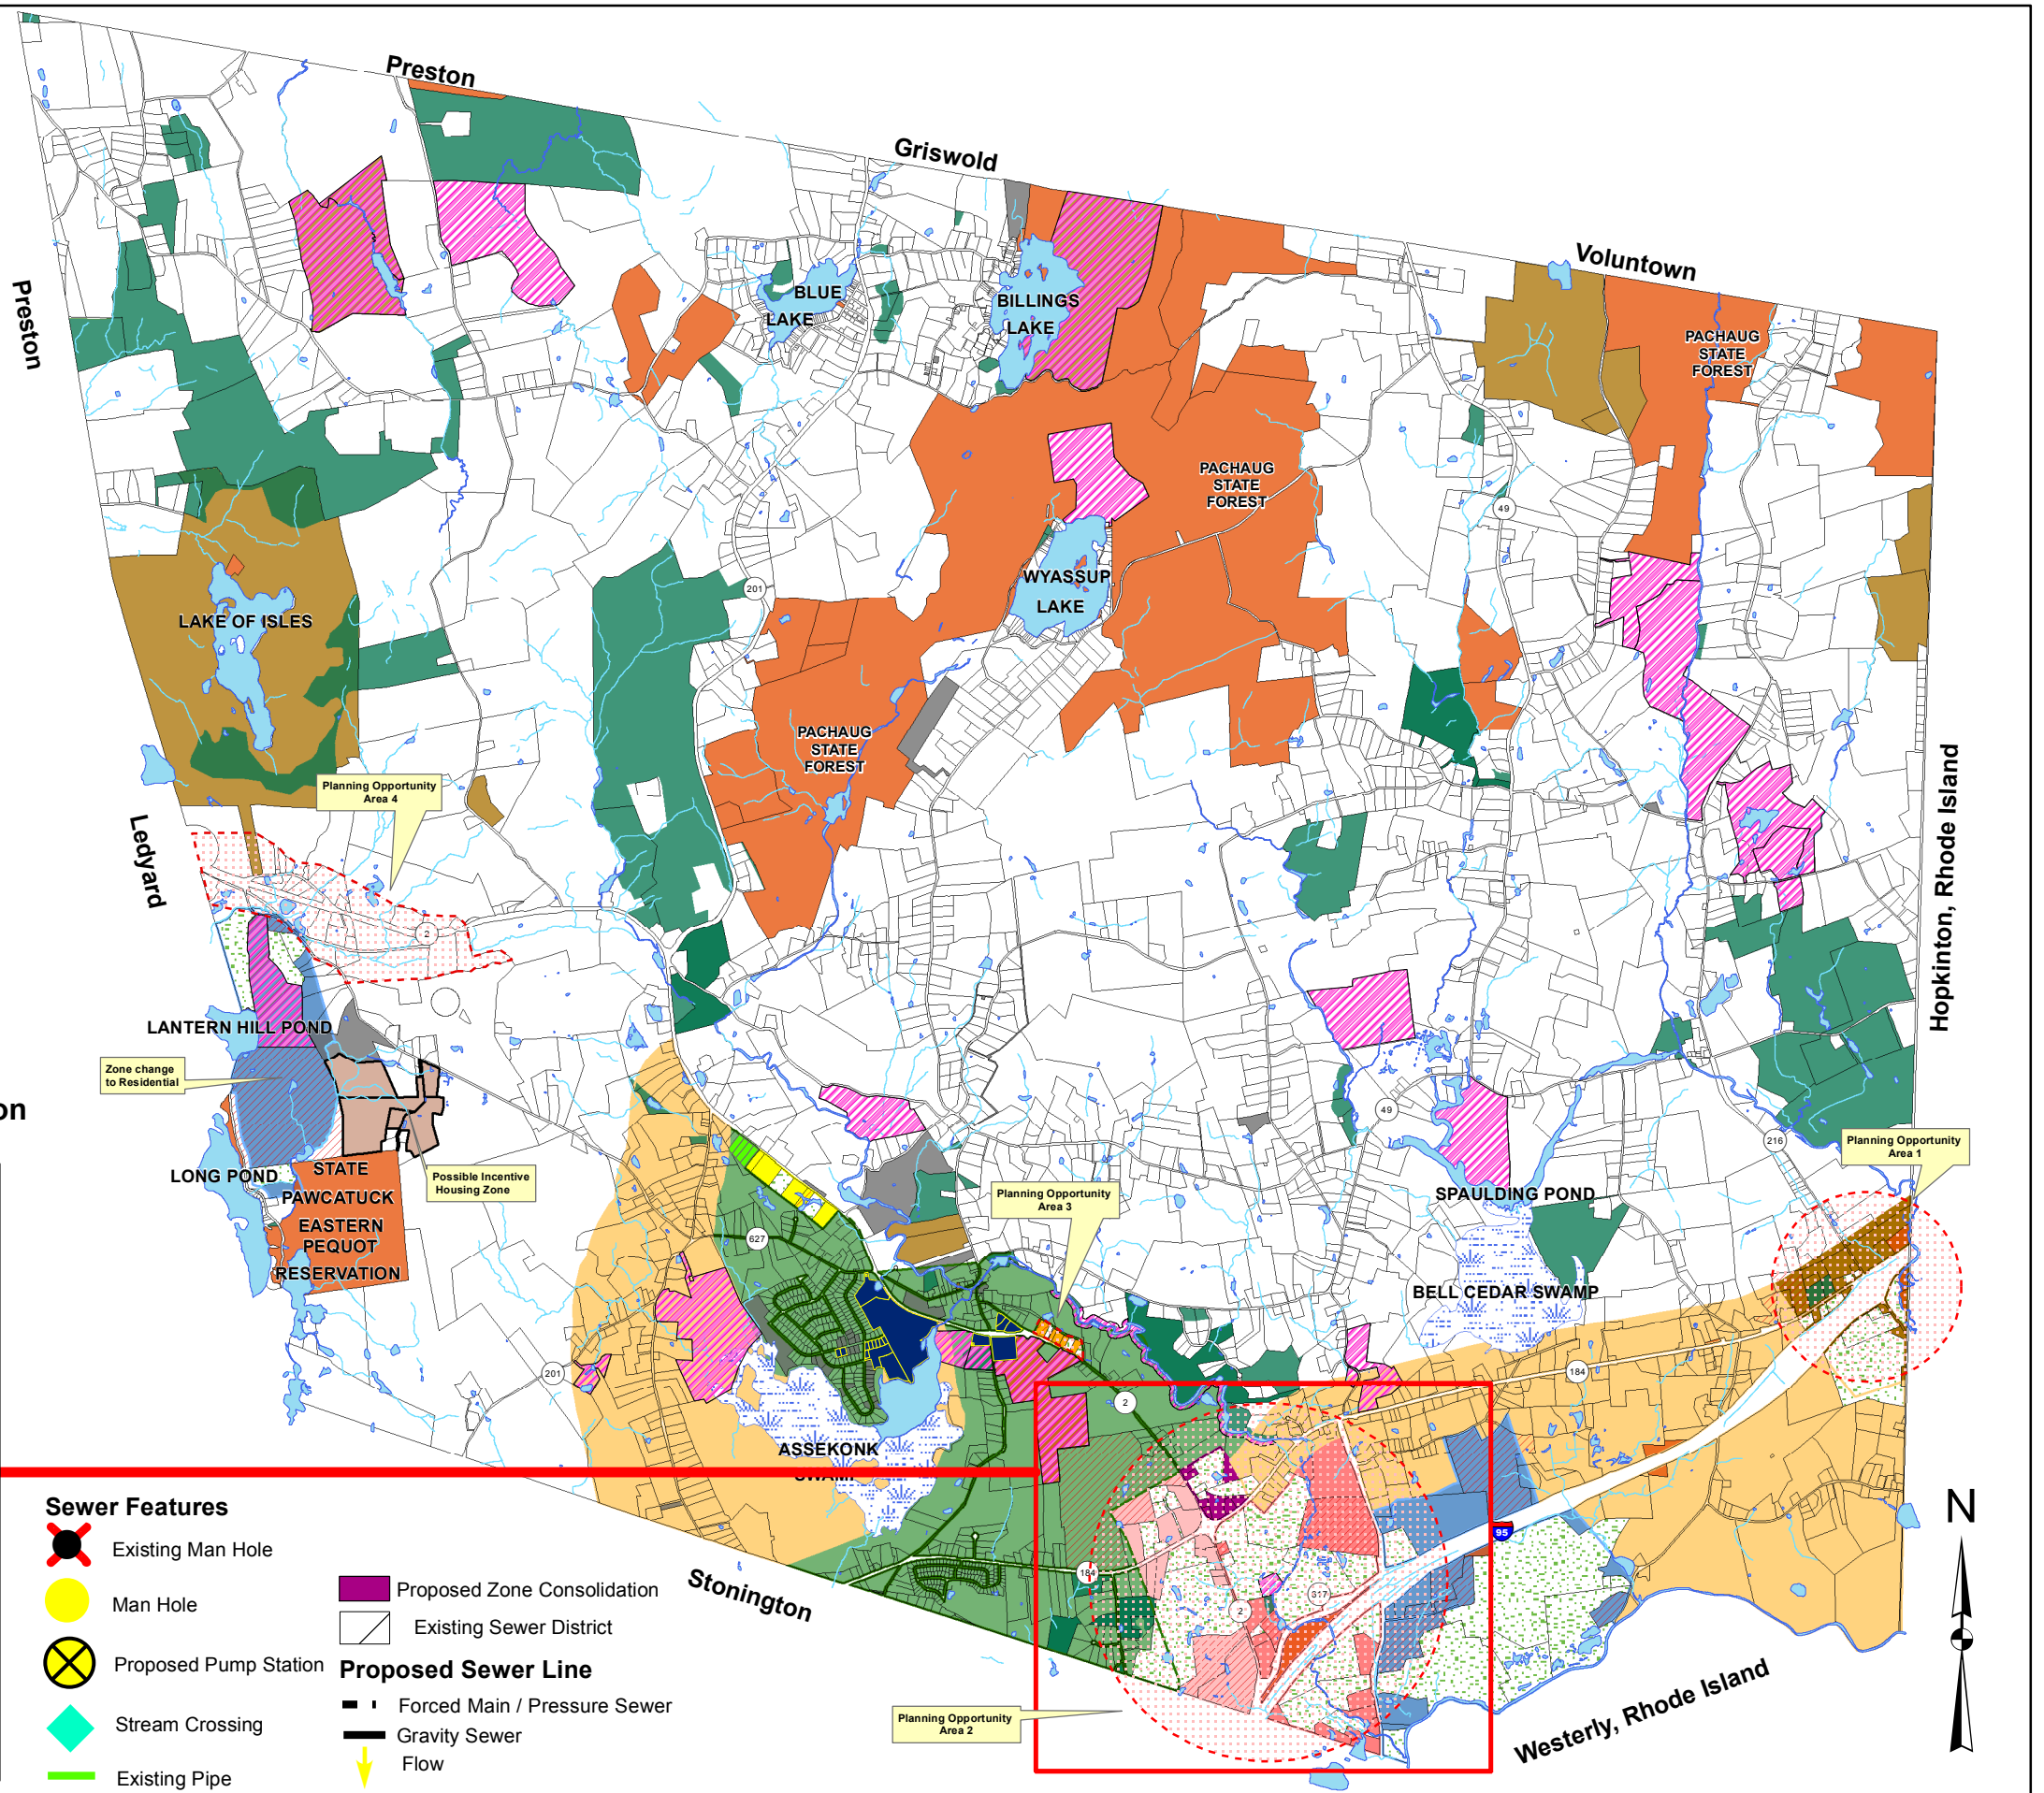 Preston
Griswold
Voluntown
Preston
BLUE
LAKE
BILLINGS
LAKE
PACHAUG
STATE
FOREST
PACHAUG
STATE
FOREST
49
WYASSUP
LAKE
201
LAKE OF ISLES
PACHAUG
STATE
FOREST
Planning Opportunity
Area 4
Ledyard
Hopkinton, Rhode Island
2
LANTERN HILL POND
Zone change
to Residential
on
49
216
Planning Opportunity
Area 1
LONG POND
STATE
PAWCATUCK
EASTERN
PEQUOT
RESERVATION
Possible Incentive
Housing Zone
Planning Opportunity
Area 3
SPAULDING POND
627
BELL CEDAR SWAMP
201
184
2
ASSEKONK
SWAMP
95
N
Stonington
184
317
2
Planning Opportunity
Area 2
Westerly, Rhode Island
Sewer Features
Existing Man Hole
Man Hole
Proposed Pump Station
Stream Crossing
Existing Pipe
Proposed Zone Consolidation
Existing Sewer District
Proposed Sewer Line
Forced Main / Pressure Sewer
Gravity Sewer
Flow